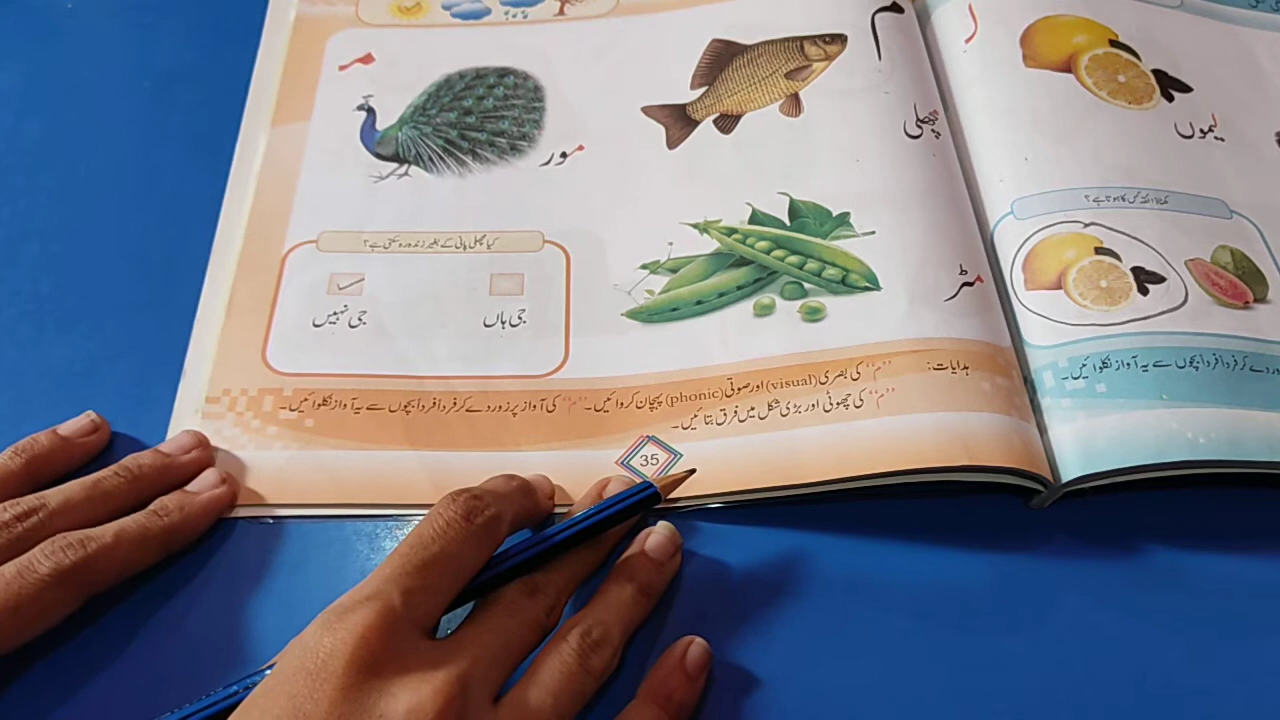 م
مـ
مچھلی
مور
مٹر
کیا مچھلی پانی کے بغیر زندہ رہ سکتی ہے؟
جی ہاں
جی نہیں
ہدایات: ”م“ کی بصری (visual) اور صوتی (phonic) پہچان کروائیں۔ ”م“ کی آواز پر زور دے کر فرداً فرداً بچوں سے یہ آواز نکلوائیں۔
”م“ کی چھوٹی اور بڑی شکل میں فرق بتائیں۔
35
لیموں
کھٹا ذائقہ کس کا ہوتا ہے؟
زور دے کر فرداً فرداً بچوں سے یہ آواز نکلوائیں۔